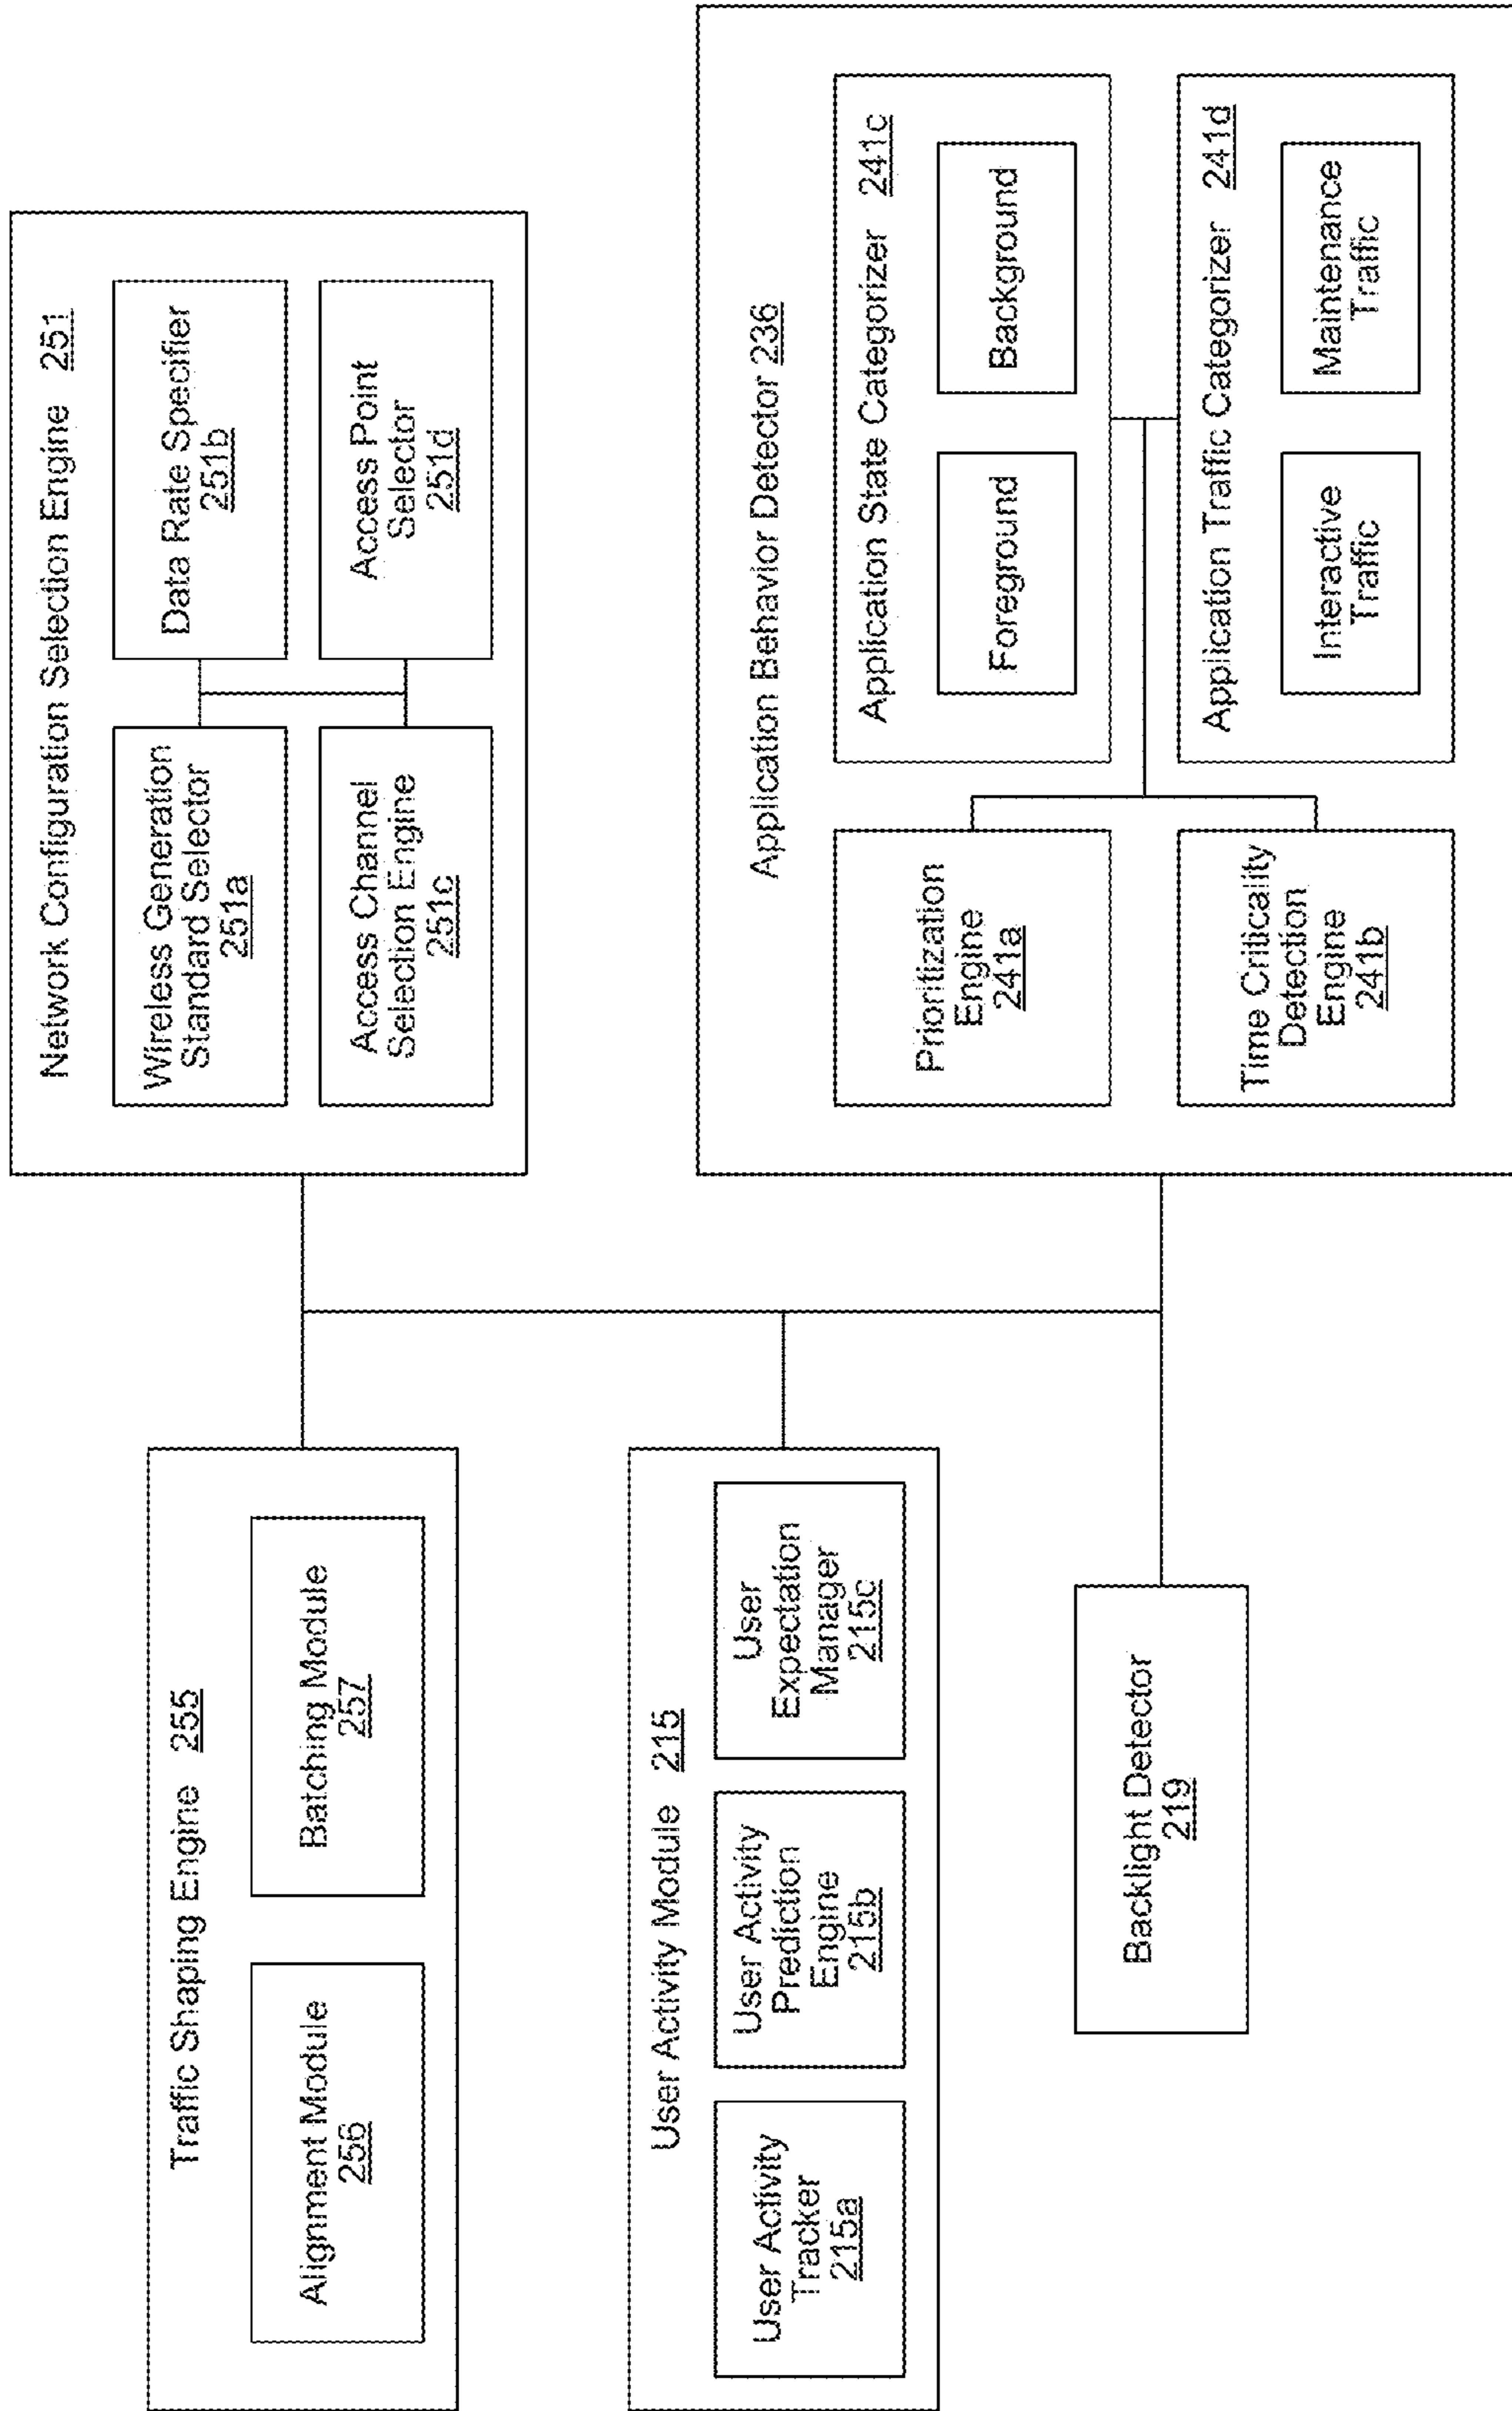 Traffic Shaping Engine 255
Alignment Module
256
Batching Module
257
User Activity Module 215
User Activity
Tracker
215a
User Activity
Prediction
Engine
215b
User
Expectation
Manager
215c
Backlight Detector
219
Network Configuration Selection Engine 251
Wireless Generation
Standard Selector
251a
Data Rate Specifier
251b
Access Channel
Selection Engine
251c
Access Point
Selector
251d
Application Behavior Detector 236
Prioritization
Engine
241a
Time Criticality
Detection
Engine
241b
Application State Categorizer 241c
Foreground
Background
Application Traffic Categorizer 241d
Interactive
Traffic
Maintenance
Traffic